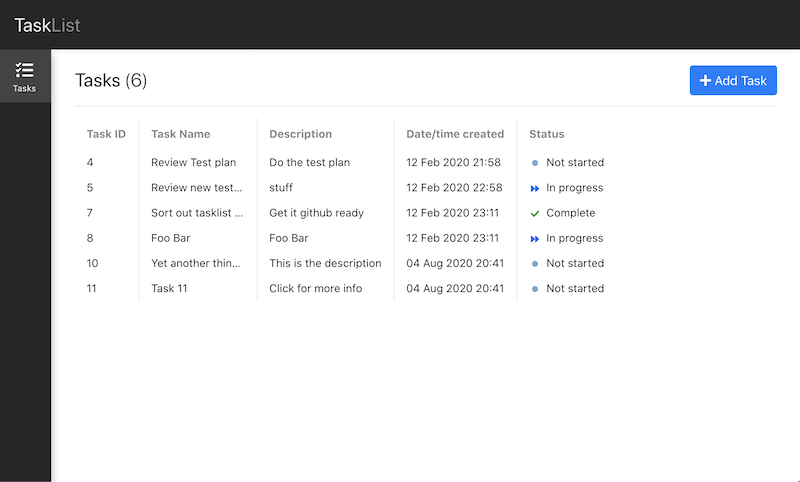 TaskList
Tasks
Tasks (6)
Add Task
Task ID Task Name Description Date/time created Status
4 Review Test plan Do the test plan 12 Feb 2020 21:58 Not started
5 Review new test... stuff 12 Feb 2020 22:58 In progress
7 Sort out tasklist ... Get it github ready 12 Feb 2020 23:11 Complete
8 Foo Bar Foo Bar 12 Feb 2020 23:11 In progress
10 Yet another thin... This is the description 04 Aug 2020 20:41 Not started
11 Task 11 Click for more info 04 Aug 2020 20:41 Not started